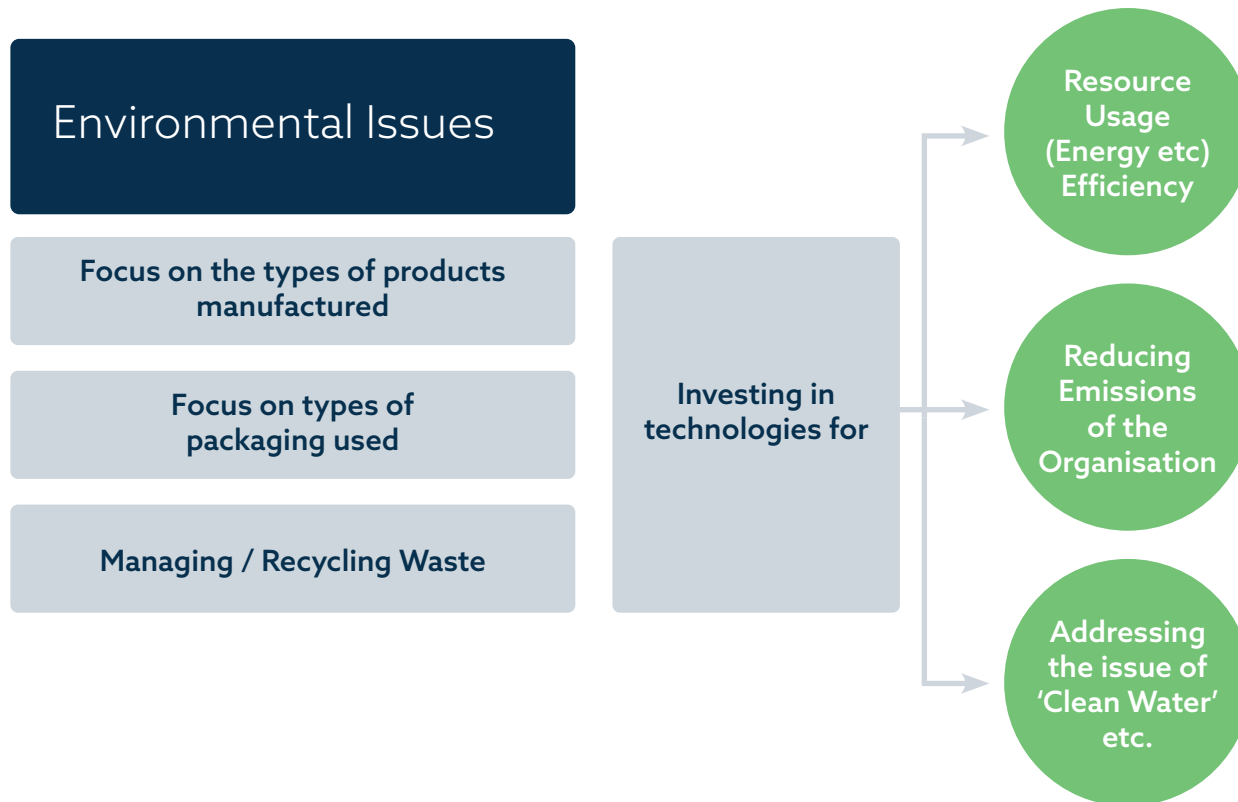 Environmental Issues
Focus on the types of products
manufactured
Focus on types of
packaging used
Managing / Recycling Waste
Investing in
technologies for
Resource
Usage
(Energy etc)
Efficiency
Reducing
Emissions
of the
Organisation
Addressing
the issue of
‘Clean Water’
etc.